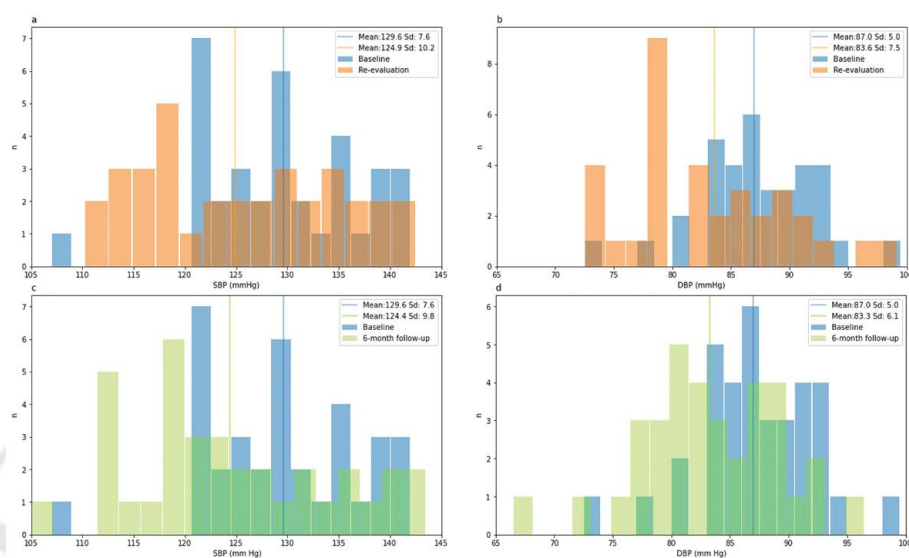 a
Mean:129.6 Sd: 7.6
Mean:124.9 Sd: 10.2
Baseline
Re-evaluation
7
6
5
4
3
2
1
0
n
105 110 115 120 125 130 135 140 145
SBP (mmHg)
b
Mean:87.0 Sd: 5.0
Mean:83.6 Sd: 7.5
Baseline
Re-evaluation
8
6
4
2
0
n
65 70 75 80 85 90 95 100
DBP (mmHg)
c
Mean:129.6 Sd: 7.6
Mean:124.4 Sd: 9.8
Baseline
6-month follow-up
7
6
5
4
3
2
1
0
n
105 110 115 120 125 130 135 140 145
SBP (mm Hg)
d
Mean:87.0 Sd: 5.0
Mean:83.3 Sd: 6.1
Baseline
6-month follow-up
6
5
4
3
2
1
0
n
65 70 75 80 85 90 95 100
DBP (mm Hg)